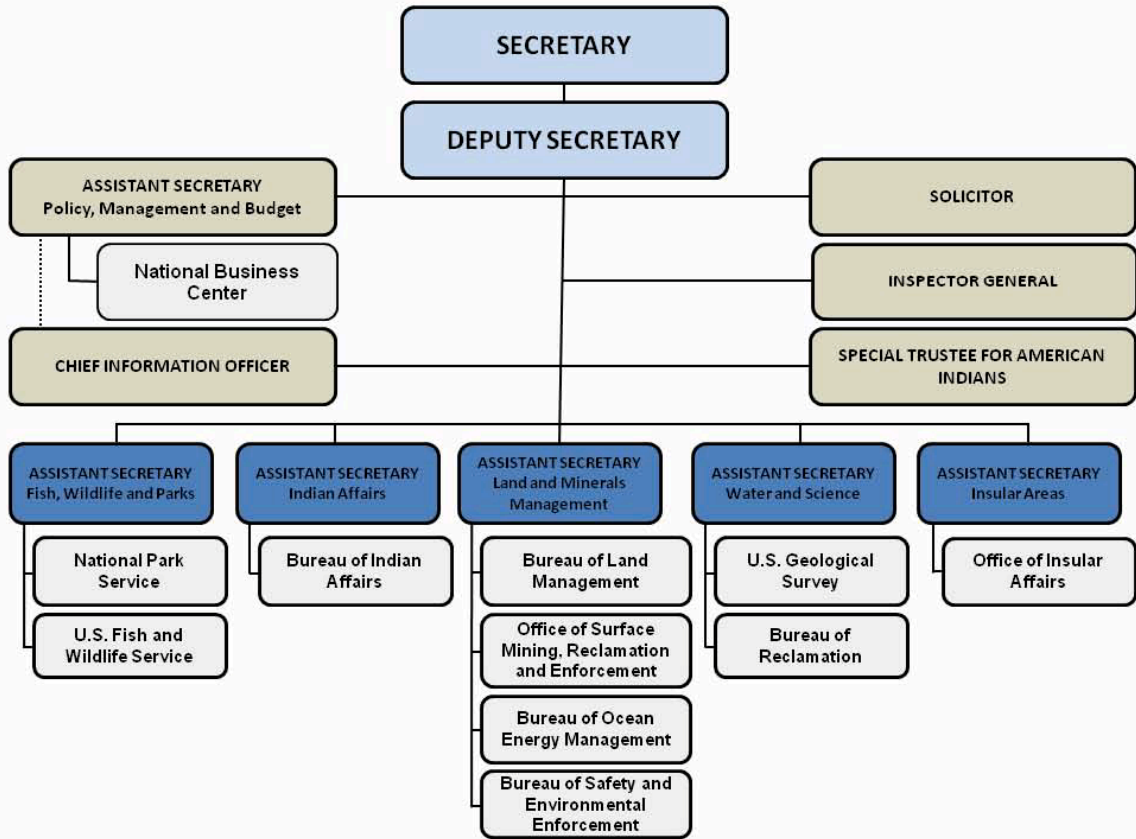 SECRETARY
DEPUTY SECRETARY
ASSISTANT SECRETARY
Policy, Management and Budget
SOLICITOR
National Business
Center
INSPECTOR GENERAL
CHIEF INFORMATION OFFICER
SPECIAL TRUSTEE FOR AMERICAN
INDIANS
ASSISTANT SECRETARY
Fish, Wildlife and Parks
ASSISTANT SECRETARY
Indian Affairs
ASSISTANT SECRETARY
Land and Minerals
Management
ASSISTANT SECRETARY
Water and Science
ASSISTANT SECRETARY
Insular Areas
National Park
Service
U.S. Fish and
Wildlife Service
Bureau of Indian
Affairs
Bureau of Land
Management
Office of Surface
Mining, Reclamation
and Enforcement
Bureau of Ocean
Energy Management
Bureau of Safety and
Environmental
Enforcement
U.S. Geological
Survey
Bureau of
Reclamation
Office of Insular
Affairs